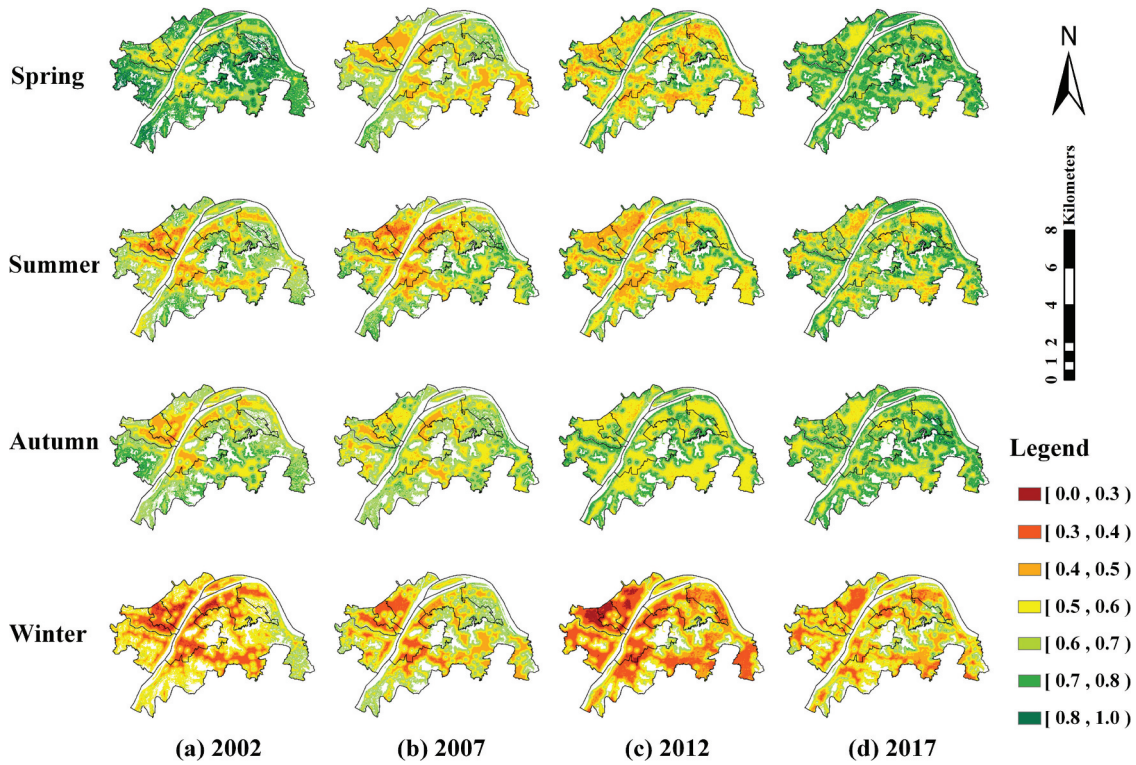 Spring
Summer
Autumn
Winter
(a) 2002
(b) 2007
(c) 2012
(d) 2017
N
Kilometers
0 1 2 4 6 8
Legend
[ 0.0 , 0.3 )
[ 0.3 , 0.4 )
[ 0.4 , 0.5 )
[ 0.5 , 0.6 )
[ 0.6 , 0.7 )
[ 0.7 , 0.8 )
[ 0.8 , 1.0 )